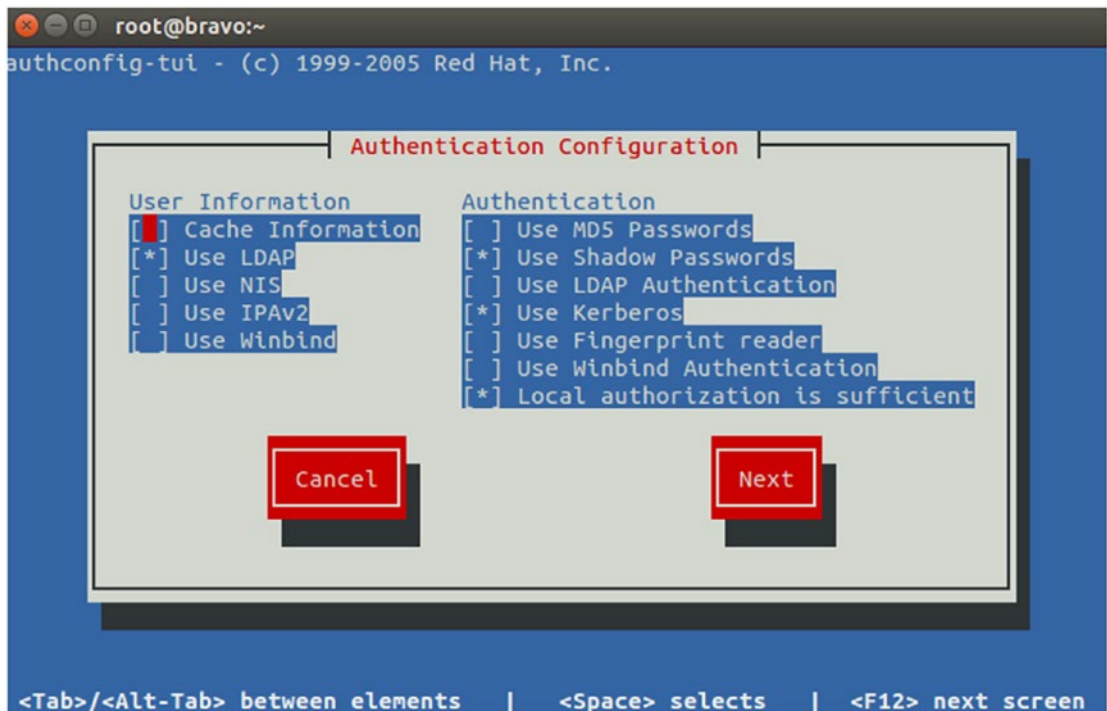 root@bravo:~
authconfig-tui - (c) 1999-2005 Red Hat, Inc.
Authentication Configuration
User Information
[ ] Cache Information
[*] Use LDAP
[ ] Use NIS
[ ] Use IPAv2
[ ] Use Winbind
Authentication
[ ] Use MD5 Passwords
[*] Use Shadow Passwords
[ ] Use LDAP Authentication
[*] Use Kerberos
[ ] Use Fingerprint reader
[ ] Use Winbind Authentication
[*] Local authorization is sufficient
Cancel
Next
<Tab>/<Alt-Tab> between elements | <Space> selects | <F12> next screen